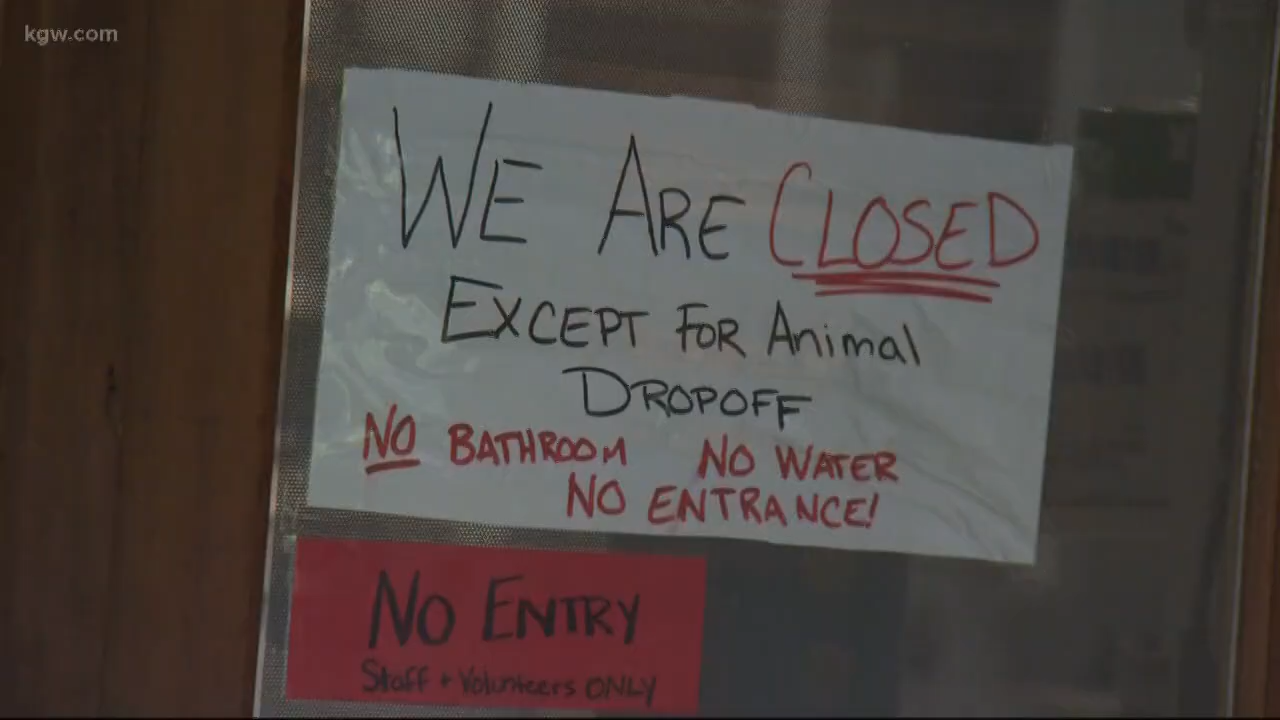 kgw.com
WE ARE CLOSED
EXCEPT FOR Animal
DROPOFF
NO BATHROOM NO WATER
NO ENTRANCE!
NO ENTRY
Staff + Volunteers ONLY